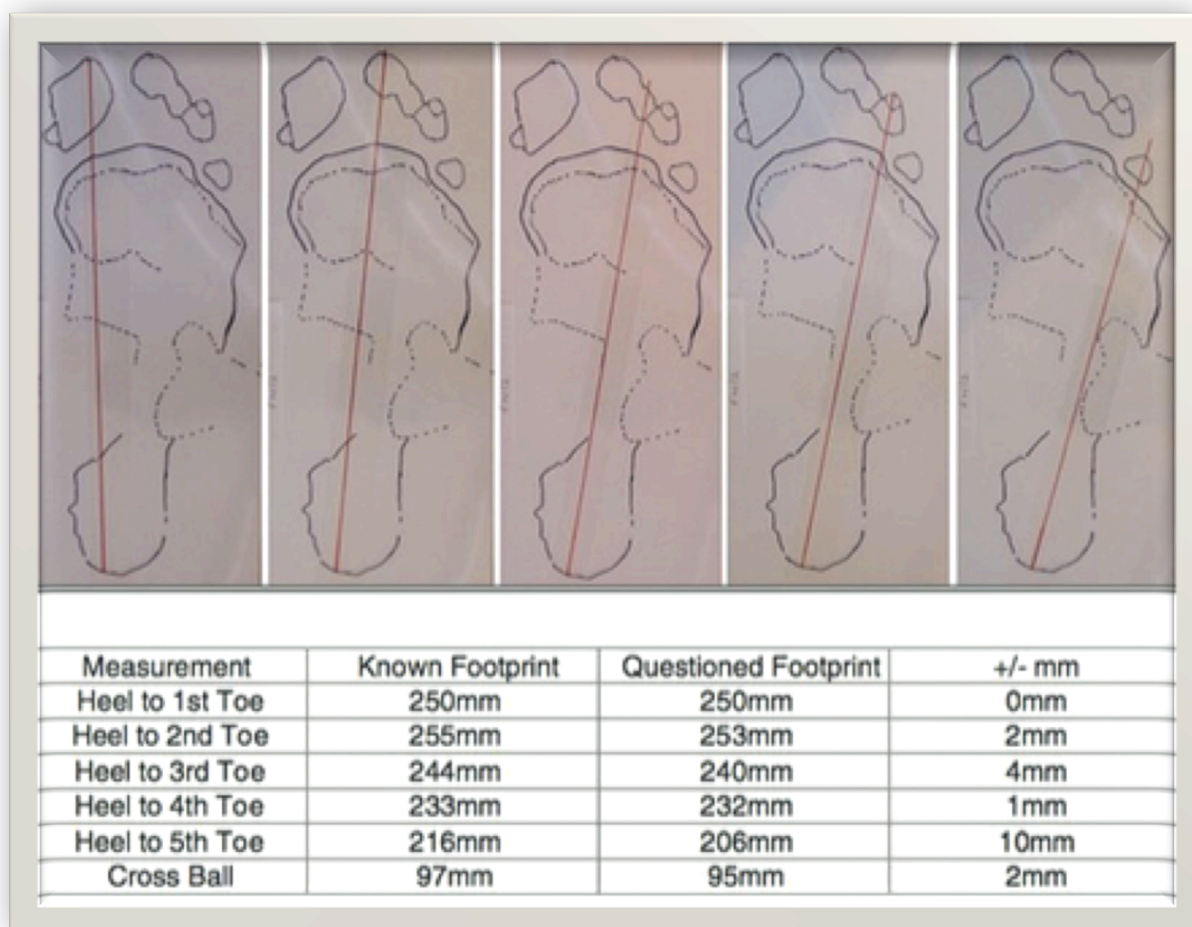 Measurement Known Footprint Questioned Footprint +/- mm
Heel to 1st Toe 250mm 250mm 0mm
Heel to 2nd Toe 255mm 253mm 2mm
Heel to 3rd Toe 244mm 240mm 4mm
Heel to 4th Toe 233mm 232mm 1mm
Heel to 5th Toe 216mm 206mm 10mm
Cross Ball 97mm 95mm 2mm